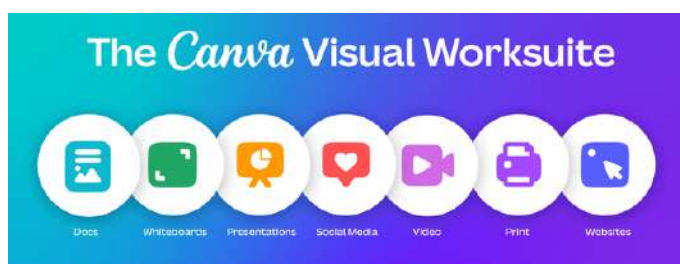 The Canva Visual Worksuite
Docs Whiteboards Presentations Social Media Video Print Websites